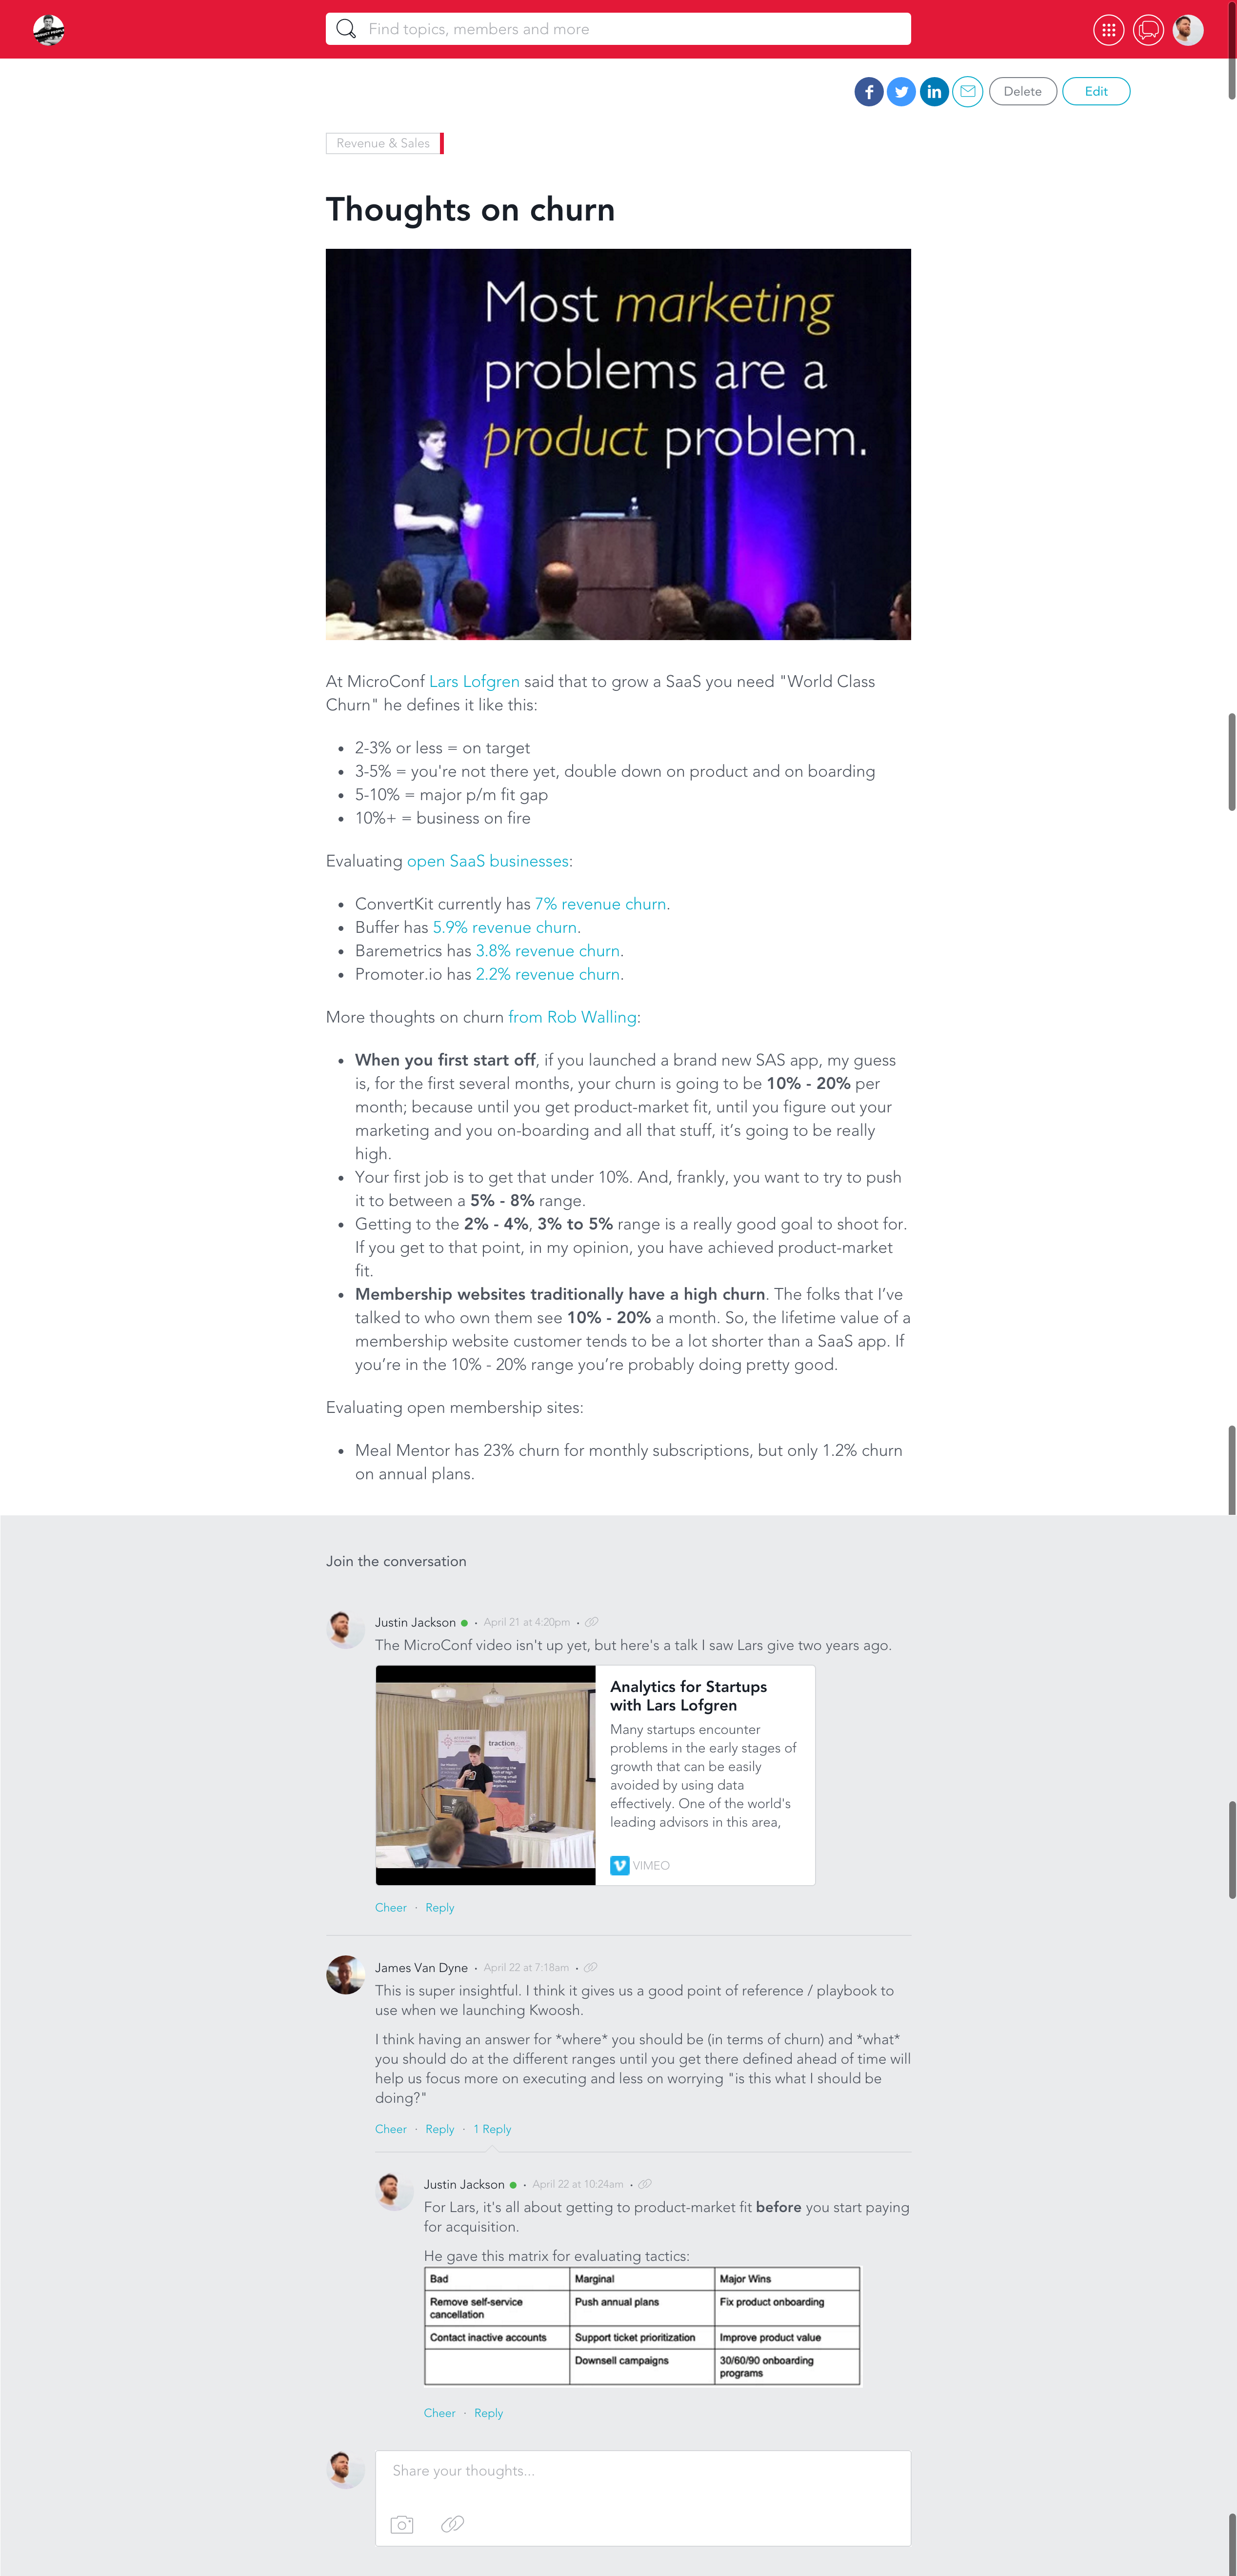 Find topics, members and more
Delete
Edit
Revenue & Sales
Thoughts on churn
Most marketing
problems are a
product problem.
At MicroConf Lars Lofgren said that to grow a SaaS you need "World Class
Churn" he defines it like this:
• 2-3% or less = on target
• 3-5% = you're not there yet, double down on product and on boarding
• 5-10% = major p/m fit gap
• 10%+ = business on fire
Evaluating open SaaS businesses:
• ConvertKit currently has 7% revenue churn.
• Buffer has 5.9% revenue churn.
• Baremetrics has 3.8% revenue churn.
• Promoter.io has 2.2% revenue churn.
More thoughts on churn from Rob Walling:
• When you first start off, if you launched a brand new SAS app, my guess
is, for the first several months, your churn is going to be 10% - 20% per
month; because until you get product-market fit, until you figure out your
marketing and you on-boarding and all that stuff, it’s going to be really
high.
• Your first job is to get that under 10%. And, frankly, you want to try to push
it to between a 5% - 8% range.
• Getting to the 2% - 4%, 3% to 5% range is a really good goal to shoot for.
If you get to that point, in my opinion, you have achieved product-market
fit.
• Membership websites traditionally have a high churn. The folks that I’ve
talked to who own them see 10% - 20% a month. So, the lifetime value of a
membership website customer tends to be a lot shorter than a SaaS app. If
you’re in the 10% - 20% range you’re probably doing pretty good.
Evaluating open membership sites:
• Meal Mentor has 23% churn for monthly subscriptions, but only 1.2% churn
on annual plans.
Join the conversation
Justin Jackson • April 21 at 4:20pm •
The MicroConf video isn't up yet, but here's a talk I saw Lars give two years ago.
traction
Analytics for Startups
with Lars Lofgren
Many startups encounter
problems in the early stages of
growth that can be easily
avoided by using data
effectively. One of the world's
leading advisors in this area,
VIMEO
Cheer · Reply
James Van Dyne • April 22 at 7:18am •
This is super insightful. I think it gives us a good point of reference / playbook to
use when we launching Kwoosh.
I think having an answer for *where* you should be (in terms of churn) and *what*
you should do at the different ranges until you get there defined ahead of time will
help us focus more on executing and less on worrying "is this what I should be
doing?"
Cheer · Reply · 1 Reply
Justin Jackson • April 22 at 10:24am •
For Lars, it's all about getting to product-market fit before you start paying
for acquisition.
He gave this matrix for evaluating tactics:
Bad Marginal Major Wins
Remove self-service
cancellation
Push annual plans
Fix product onboarding
Contact inactive accounts Support ticket prioritization Improve product value
Downsell campaigns
30/60/90 onboarding
programs
Cheer · Reply
Share your thoughts...